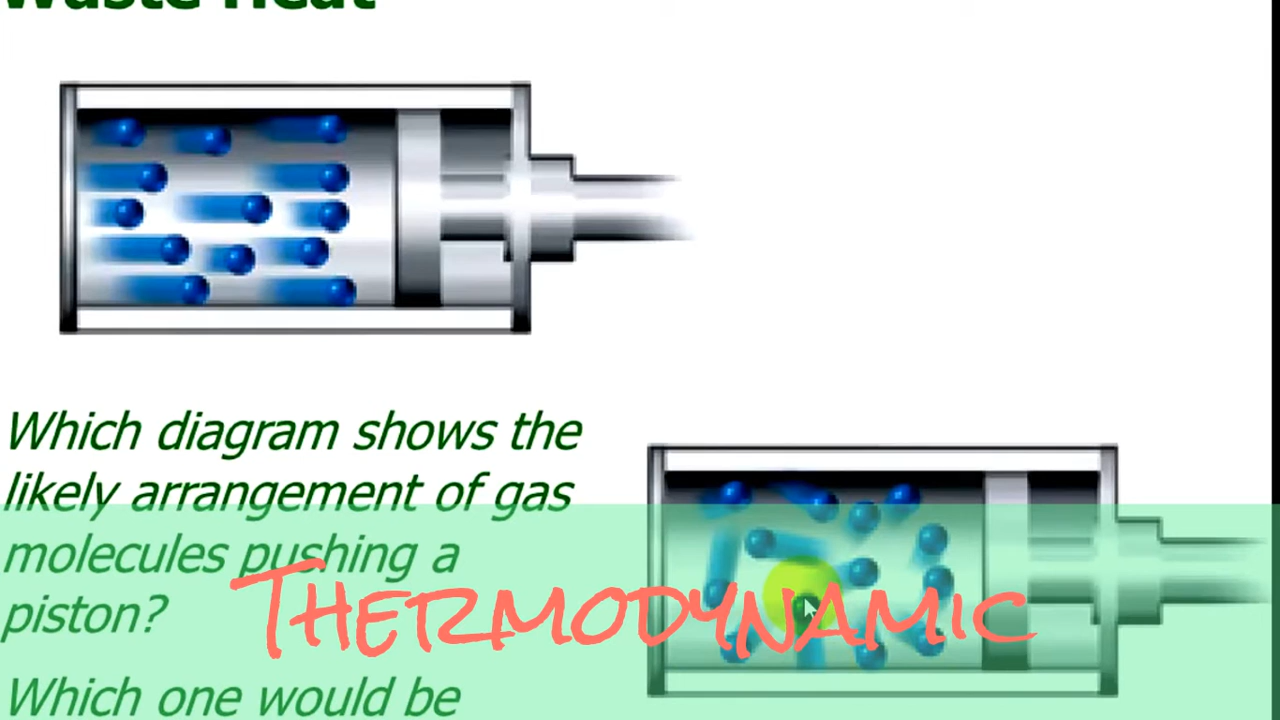 Waste Heat
Which diagram shows the
likely arrangement of gas
molecules pushing a
piston?
THERMODYNAMIC
Which one would be